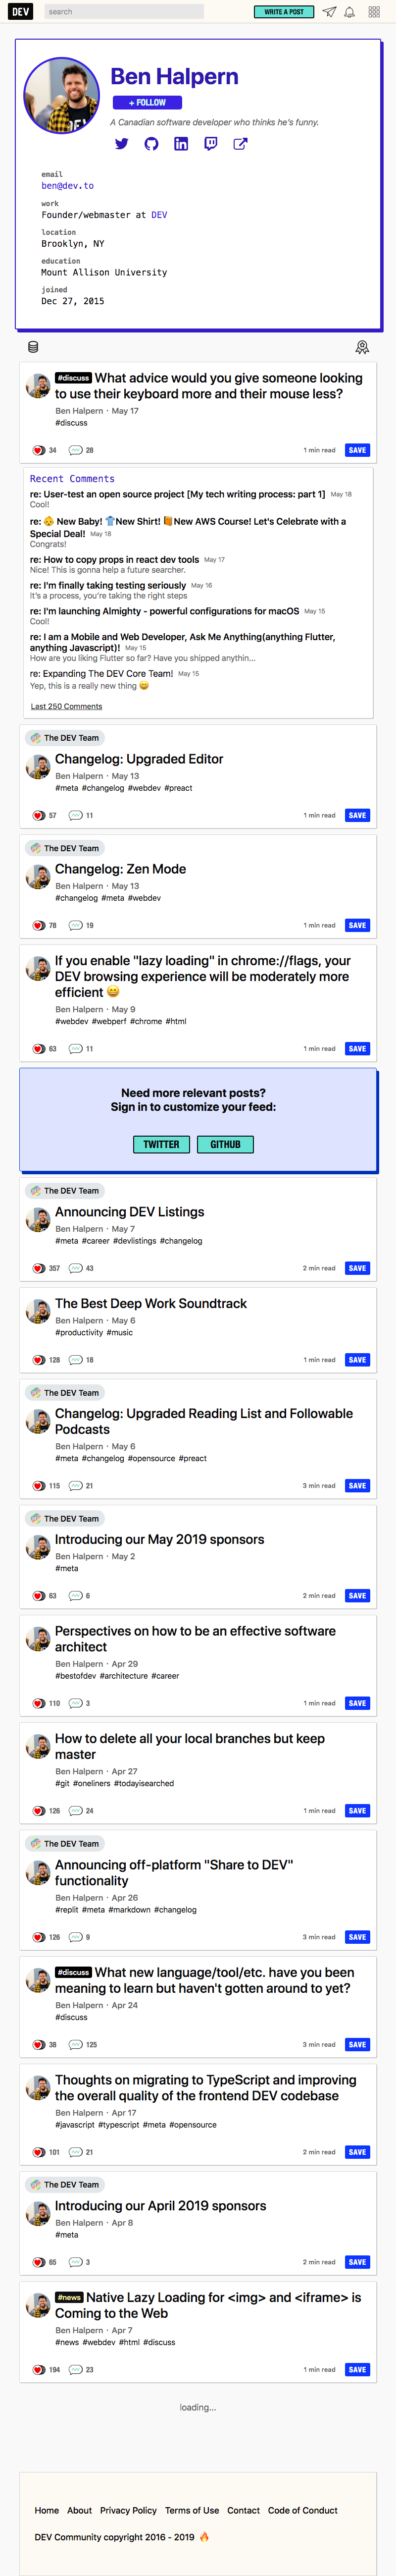 DEV
search
WRITE A POST
Ben Halpern
+ FOLLOW
A Canadian software developer who thinks he's funny.
email
ben@dev.to
work
Founder/webmaster at DEV
location
Brooklyn, NY
education
Mount Allison University
joined
Dec 27, 2015
#discuss What advice would you give someone looking
to use their keyboard more and their mouse less?
Ben Halpern · May 17
#discuss
34 28 1 min read SAVE
Recent Comments
re: User-test an open source project [My tech writing process: part 1] May 18
Cool!
re: 👶 New Baby! 👕New Shirt! 📙New AWS Course! Let's Celebrate with a
Special Deal! May 18
Congrats!
re: How to copy props in react dev tools May 17
Nice! This is gonna help a future searcher.
re: I'm finally taking testing seriously May 16
It's a process, you're taking the right steps
re: I'm launching Almighty - powerful configurations for macOS May 15
Cool!
re: I am a Mobile and Web Developer, Ask Me Anything(anything Flutter,
anything Javascript)! May 15
How are you liking Flutter so far? Have you shipped anythin...
re: Expanding The DEV Core Team! May 15
Yep, this is a really new thing 😄
Last 250 Comments
The DEV Team
Changelog: Upgraded Editor
Ben Halpern · May 13
#meta #changelog #webdev #preact
57 11 1 min read SAVE
The DEV Team
Changelog: Zen Mode
Ben Halpern · May 13
#changelog #meta #webdev
78 19 1 min read SAVE
If you enable "lazy loading" in chrome://flags, your
DEV browsing experience will be moderately more
efficient 😄
Ben Halpern · May 9
#webdev #webperf #chrome #html
63 11 1 min read SAVE
Need more relevant posts?
Sign in to customize your feed:
TWITTER GITHUB
The DEV Team
Announcing DEV Listings
Ben Halpern · May 7
#meta #career #devlistings #changelog
357 43 2 min read SAVE
The Best Deep Work Soundtrack
Ben Halpern · May 6
#productivity #music
128 18 1 min read SAVE
The DEV Team
Changelog: Upgraded Reading List and Followable
Podcasts
Ben Halpern · May 6
#meta #changelog #opensource #preact
115 21 3 min read SAVE
The DEV Team
Introducing our May 2019 sponsors
Ben Halpern · May 2
#meta
63 6 2 min read SAVE
Perspectives on how to be an effective software
architect
Ben Halpern · Apr 29
#bestofdev #architecture #career
110 3 1 min read SAVE
How to delete all your local branches but keep
master
Ben Halpern · Apr 27
#git #oneliners #todayisearched
126 24 1 min read SAVE
The DEV Team
Announcing off-platform "Share to DEV"
functionality
Ben Halpern · Apr 26
#replit #meta #markdown #changelog
126 9 3 min read SAVE
#discuss What new language/tool/etc. have you been
meaning to learn but haven't gotten around to yet?
Ben Halpern · Apr 24
#discuss
38 125 3 min read SAVE
Thoughts on migrating to TypeScript and improving
the overall quality of the frontend DEV codebase
Ben Halpern · Apr 17
#javascript #typescript #meta #opensource
101 21 2 min read SAVE
The DEV Team
Introducing our April 2019 sponsors
Ben Halpern · Apr 8
#meta
65 3 2 min read SAVE
#news Native Lazy Loading for <img> and <iframe> is
Coming to the Web
Ben Halpern · Apr 7
#news #webdev #html #discuss
194 23 1 min read SAVE
loading...
Home About Privacy Policy Terms of Use Contact Code of Conduct
DEV Community copyright 2016 - 2019 🔥